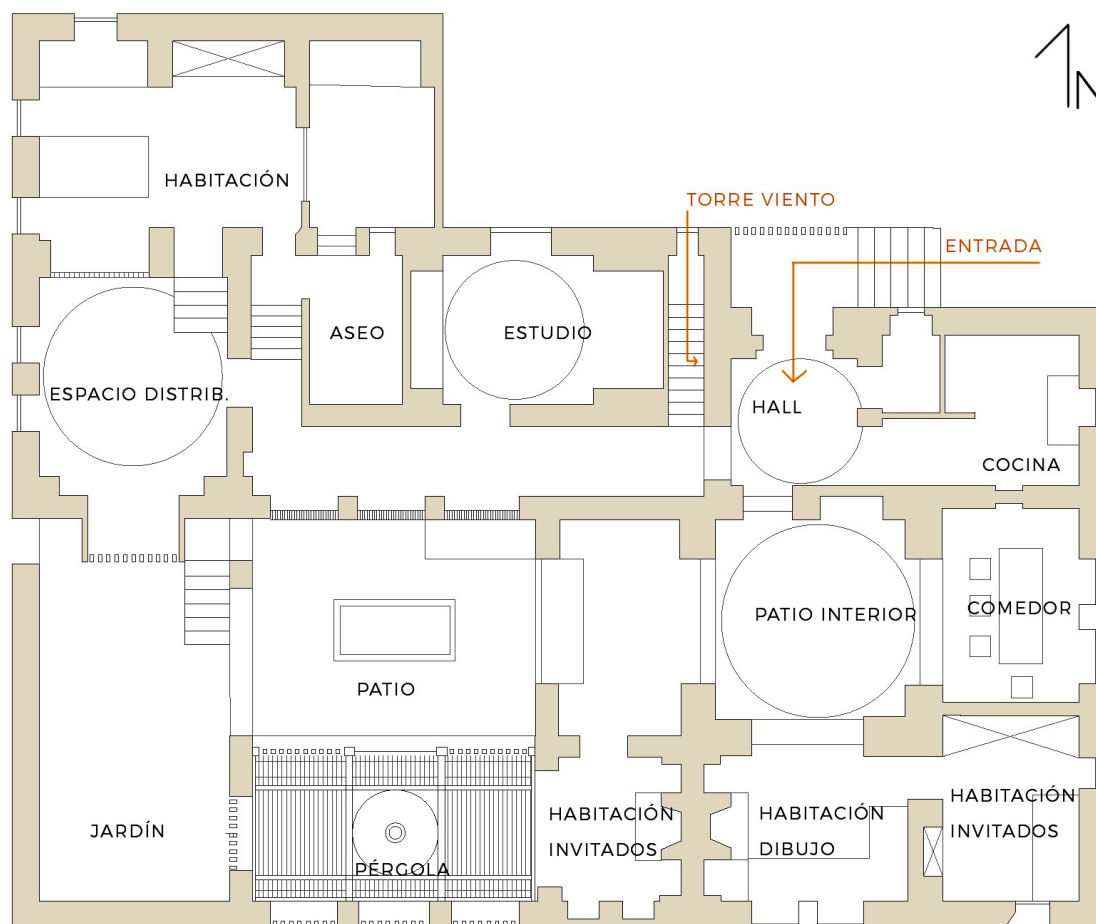 N
HABITACIÓN
TORRE VIENTO
ENTRADA
ASEO
ESTUDIO
ESPACIO DISTRIB.
HALL
COCINA
PATIO INTERIOR
COMEDOR
PATIO
JARDÍN
PÉRGOLA
HABITACIÓN
INVITADOS
HABITACIÓN
DIBUJO
HABITACIÓN
INVITADOS